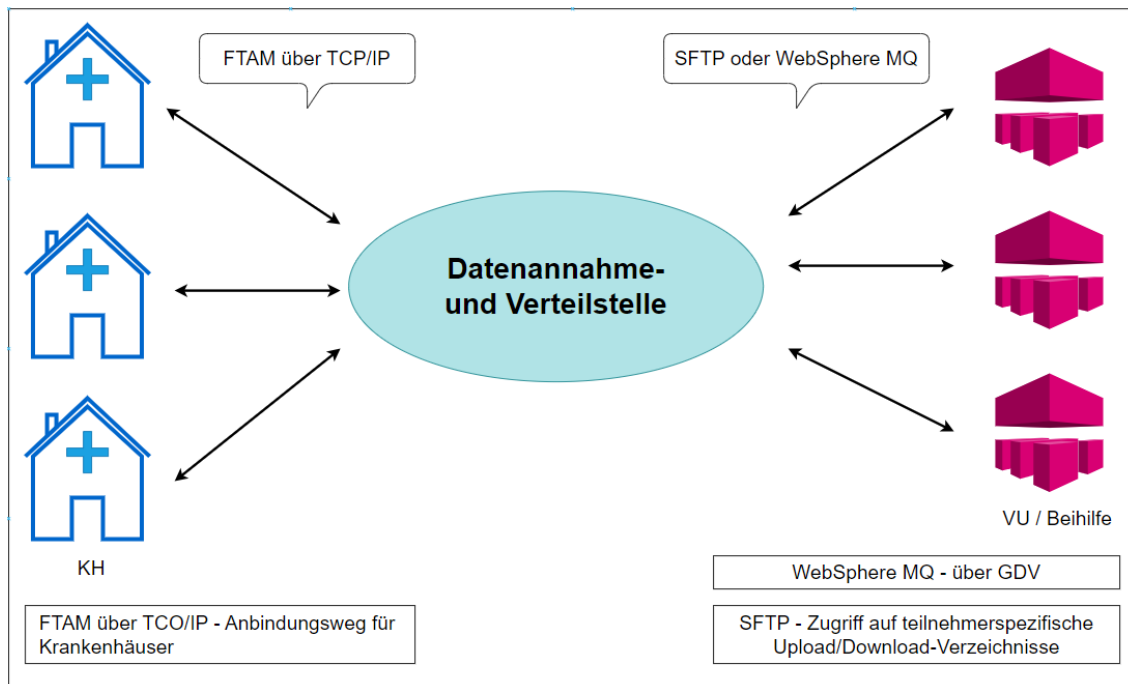 FTAM über TCP/IP
SFTP oder WebSphere MQ
Datenannahme-
und Verteilstelle
KH
VU / Beihilfe
FTAM über TCO/IP - Anbindungsweg für
Krankenhäuser
WebSphere MQ - über GDV
SFTP - Zugriff auf teilnehmerspezifische
Upload/Download-Verzeichnisse